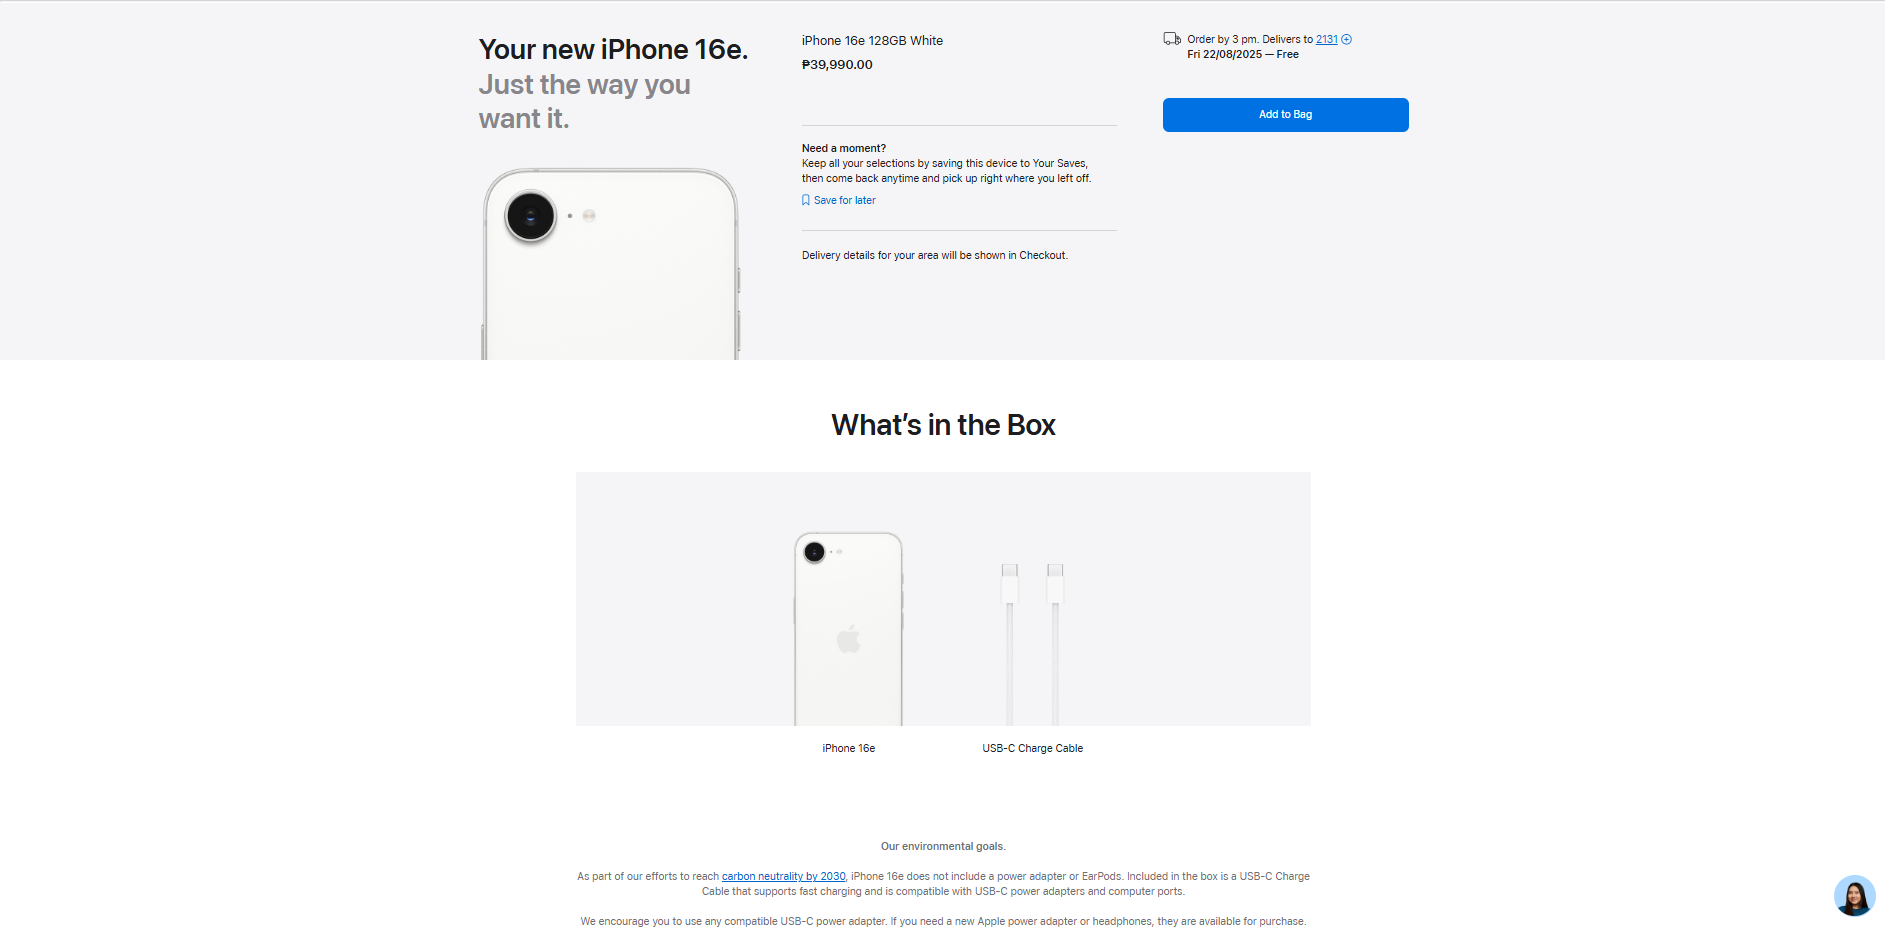 Your new iPhone 16e.
Just the way you
want it.
iPhone 16e 128GB White
₱39,990.00
Need a moment?
Keep all your selections by saving this device to Your Saves,
then come back anytime and pick up right where you left off.
Save for later
Delivery details for your area will be shown in Checkout.
Order by 3 pm. Delivers to 2131
Fri 22/08/2025 — Free
Add to Bag
What’s in the Box
iPhone 16e
USB-C Charge Cable
Our environmental goals.
As part of our efforts to reach carbon neutrality by 2030, iPhone 16e does not include a power adapter or EarPods. Included in the box is a USB-C Charge
Cable that supports fast charging and is compatible with USB-C power adapters and computer ports.
We encourage you to use any compatible USB-C power adapter. If you need a new Apple power adapter or headphones, they are available for purchase.